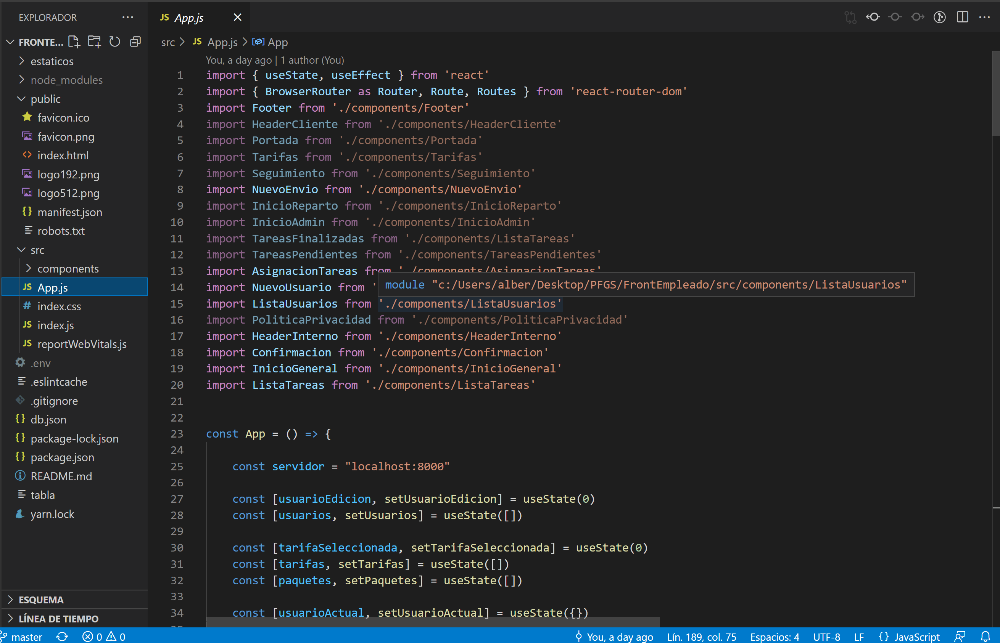 EXPLORADOR
FRONTE...
estaticos
node_modules
public
favicon.ico
favicon.png
index.html
logo192.png
logo512.png
manifest.json
robots.txt
src
components
App.js
index.css
index.js
reportWebVitals.js
.env
.eslintcache
.gitignore
db.json
package-lock.json
package.json
README.md
tabla
yarn.lock
ESQUEMA
LÍNEA DE TIEMPO
JS App.js
src > JS App.js > App
You, a day ago | 1 author (You)
1 import { useState, useEffect } from 'react'
2 import { BrowserRouter as Router, Route, Routes } from 'react-router-dom'
3 import Footer from './components/Footer'
4 import HeaderCliente from './components/HeaderCliente'
5 import Portada from './components/Portada'
6 import Tarifas from './components/Tarifas'
7 import Seguimiento from './components/Seguimiento'
8 import NuevoEnvio from './components/NuevoEnvio'
9 import InicioReparto from './components/InicioReparto'
10 import InicioAdmin from './components/InicioAdmin'
11 import TareasFinalizadas from './components/ListaTareas'
12 import TareasPendientes from './components/TareasPendientes'
13 import AsignacionTareas from './components/AsignacionTareas'
module "c:/Users/alber/Desktop/PFGS/FrontEmpleado/src/components/ListaUsuarios"
14 import NuevoUsuario from '
15 import ListaUsuarios from './components/ListaUsuarios'
16 import PoliticaPrivacidad from './components/PoliticaPrivacidad'
17 import HeaderInterno from './components/HeaderInterno'
18 import Confirmacion from './components/Confirmacion'
19 import InicioGeneral from './components/InicioGeneral'
20 import ListaTareas from './components/ListaTareas'
21
22
23 const App = () => {
24
25 const servidor = "localhost:8000"
26
27 const [usuarioEdicion, setUsuarioEdicion] = useState(0)
28 const [usuarios, setUsuarios] = useState([])
29
30 const [tarifaSeleccionada, setTarifaSeleccionada] = useState(0)
31 const [tarifas, setTarifas] = useState([])
32 const [paquetes, setPaquetes] = useState([])
33
34 const [usuarioActual, setUsuarioActual] = useState({})
master 0 0 You, a day ago Lín. 189, col. 75 Espacios: 4 UTF-8 LF {} JavaScript